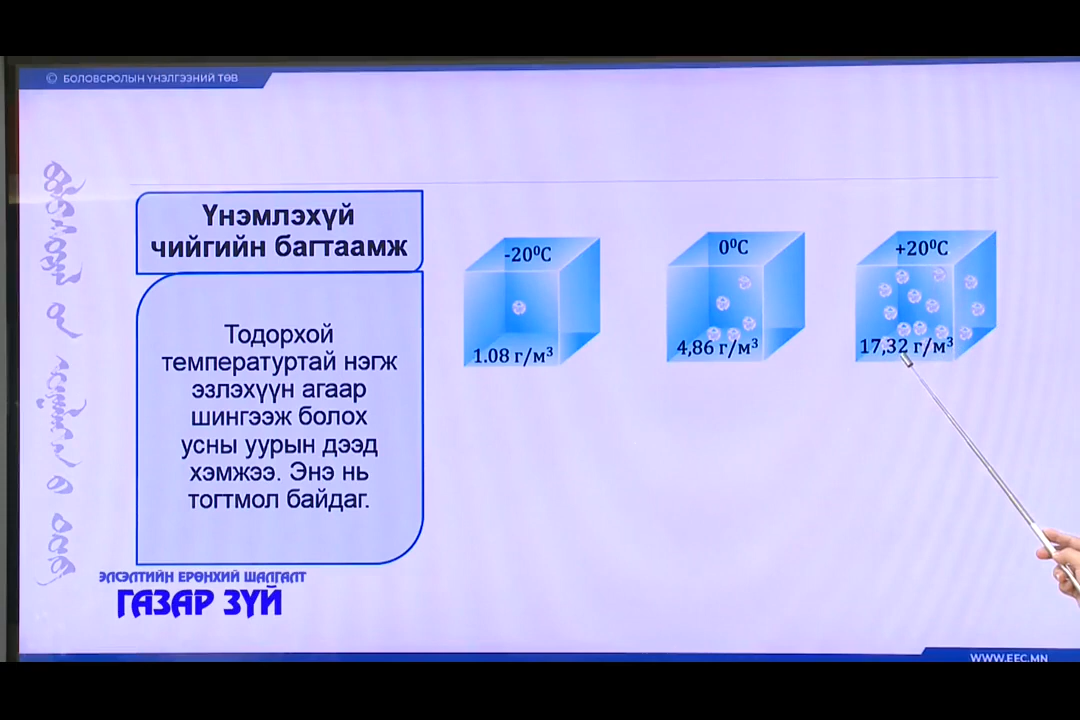 © БОЛОВСРОЛЫН ҮНЭЛГЭЭНИЙ ТӨВ
Үнэмлэхүй
чийгийн багтаамж
Тодорхой
температуртай нэгж
эзлэхүүн агаар
шингээж болох
усны уурын дээд
хэмжээ. Энэ нь
тогтмол байдаг.
-20⁰C
1.08 г/м³
0⁰C
4,86 г/м³
+20⁰C
17,32 г/м³
ЭЛСЭЛТИЙН ЕРӨНХИЙ ШАЛГАЛТ
ГАЗАР ЗҮЙ
WWW.EEC.MN